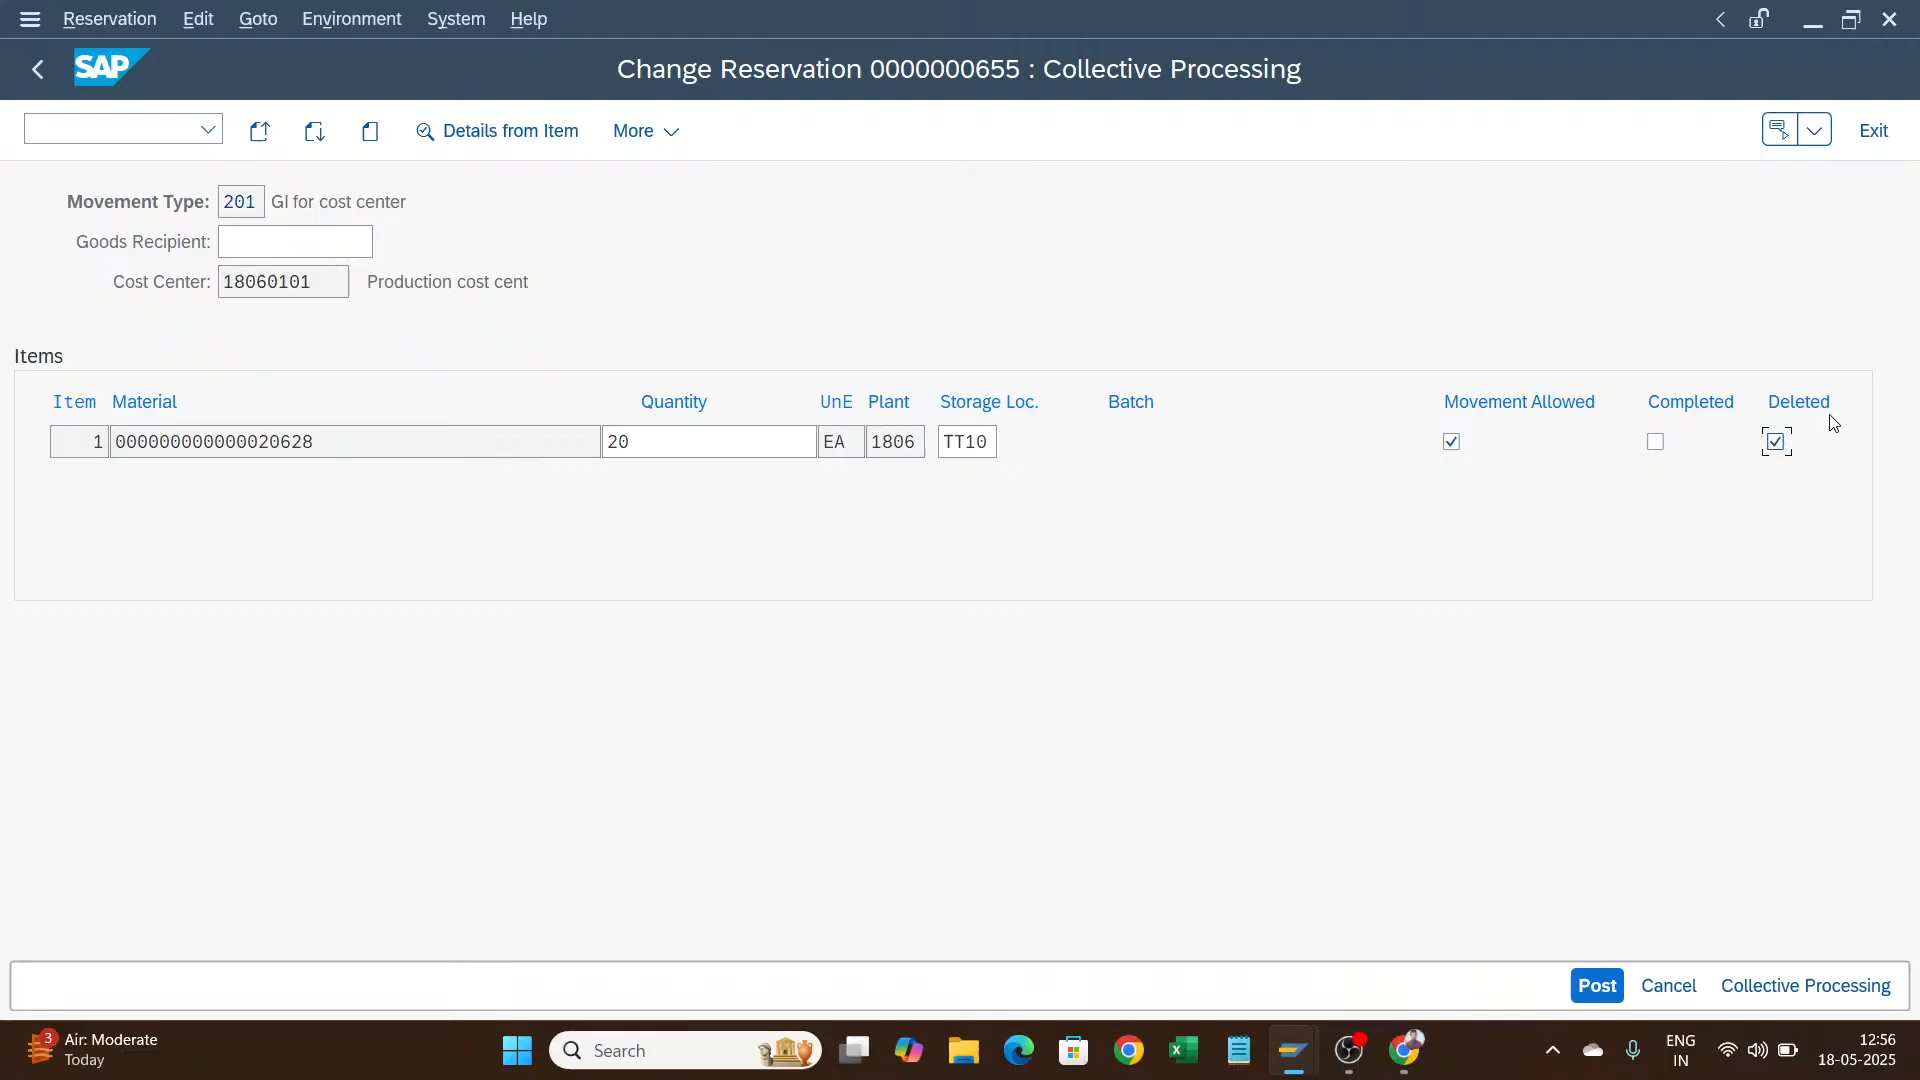 Reservation Edit Goto Environment System Help
SAP
Change Reservation 0000000655 : Collective Processing
Details from Item More Exit
Movement Type: 201 GI for cost center
Goods Recipient:
Cost Center: 18060101 Production cost cent
Items
Item Material Quantity UnE Plant Storage Loc. Batch Movement Allowed Completed Deleted
1 000000000000020628 20 EA 1806 TT10
Post Cancel Collective Processing
3 Air: Moderate
Today
Search
ENG
IN
12:56
18-05-2025